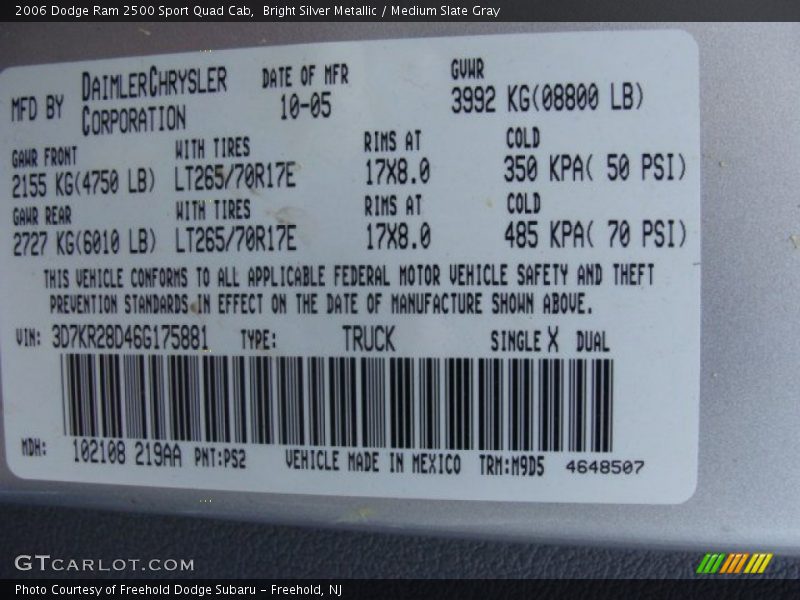 2006 Dodge Ram 2500 Sport Quad Cab,  Bright Silver Metallic / Medium Slate Gray
MFD BY DAIMLERCHRYSLER CORPORATION
DATE OF MFR 10-05
GVWR 3992 KG(08800 LB)
GAWR FRONT WITH TIRES RIMS AT COLD
2155 KG(4750 LB) LT265/70R17E 17X8.0 350 KPA( 50 PSI)
GAWR REAR WITH TIRES RIMS AT COLD
2727 KG(6010 LB) LT265/70R17E 17X8.0 485 KPA( 70 PSI)
THIS VEHICLE CONFORMS TO ALL APPLICABLE FEDERAL MOTOR VEHICLE SAFETY AND THEFT
PREVENTION STANDARDS IN EFFECT ON THE DATE OF MANUFACTURE SHOWN ABOVE.
VIN: 3D7KR28D46G175881 TYPE: TRUCK SINGLE X DUAL
MDH: 102108 219AA PNT:PS2 VEHICLE MADE IN MEXICO TRM:M9D5 4648507
GTCARLOT.COM
Photo Courtesy of Freehold Dodge Subaru - Freehold, NJ